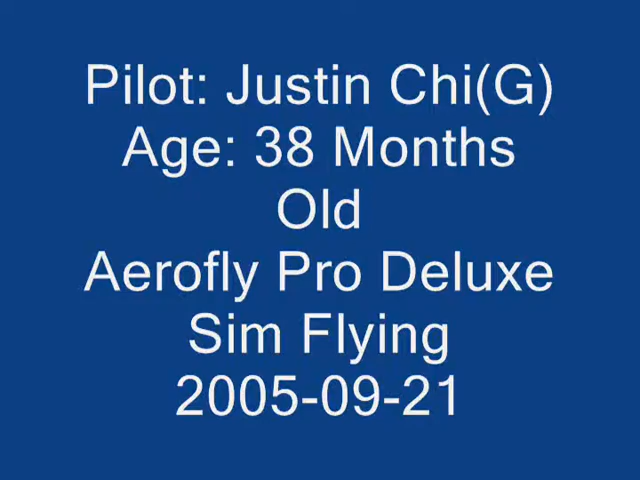 Pilot: Justin Chi(G)
Age: 38 Months
Old
Aerofly Pro Deluxe
Sim Flying
2005-09-21